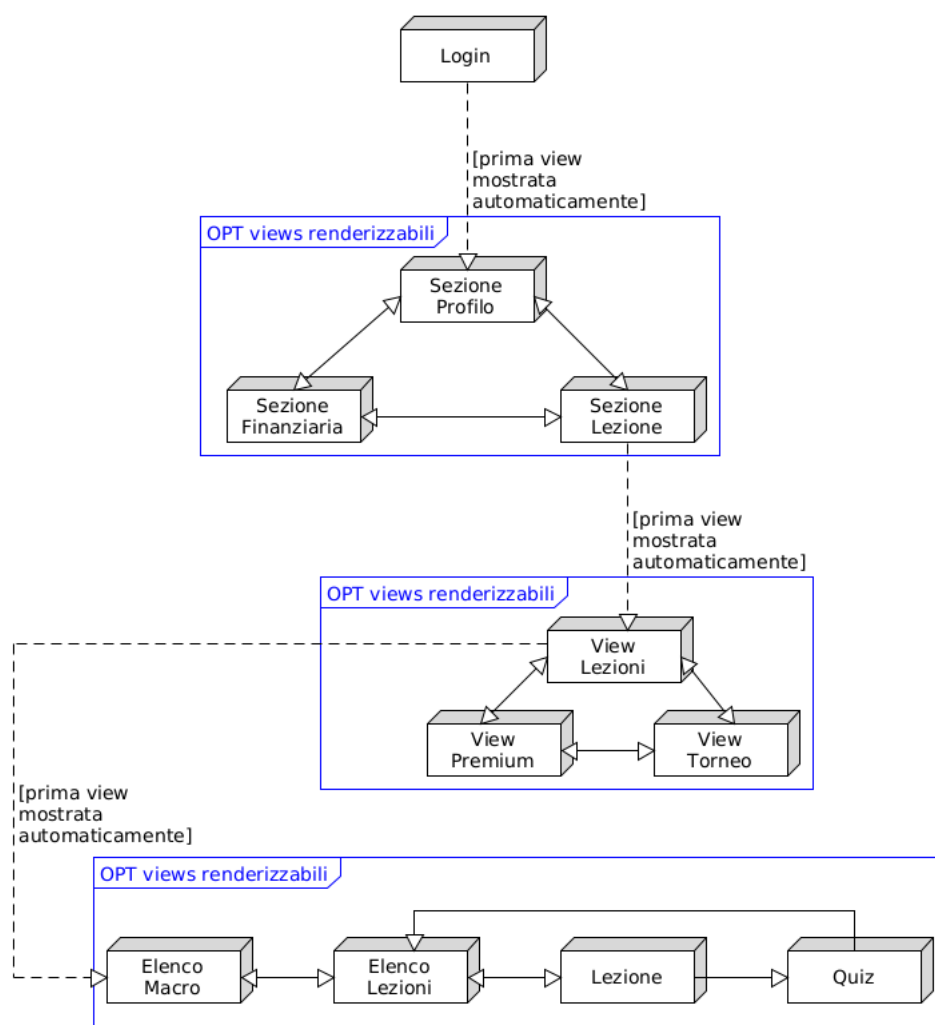 Login
[prima view
mostrata
automaticamente]
OPT views renderizzabili
Sezione
Profilo
Sezione
Finanziaria
Sezione
Lezione
[prima view
mostrata
automaticamente]
OPT views renderizzabili
View
Lezioni
View
Premium
View
Torneo
[prima view
mostrata
automaticamente]
OPT views renderizzabili
Elenco
Macro
Elenco
Lezioni
Lezione
Quiz